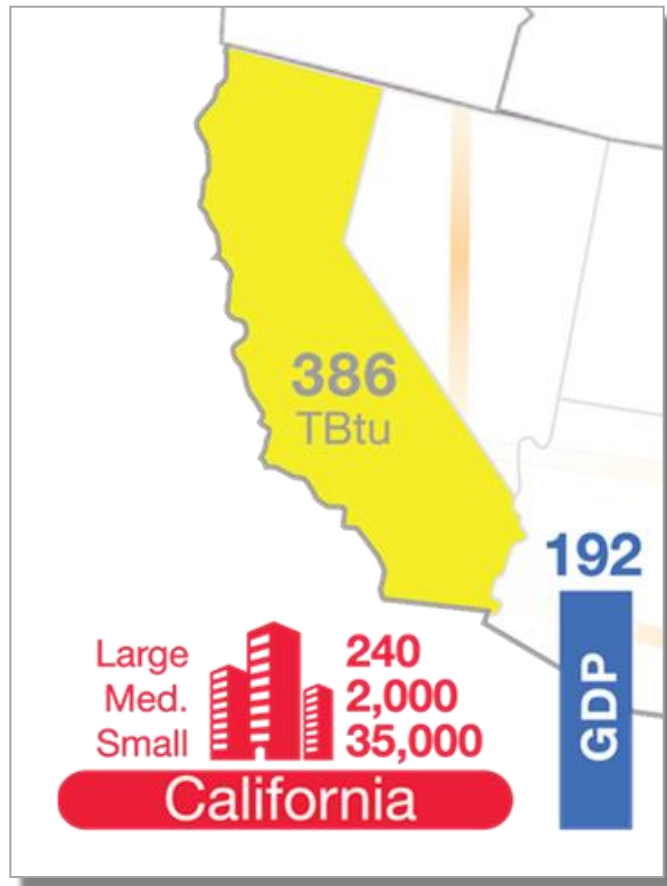 386
TBtu
192
GDP
Large 240
Med. 2,000
Small 35,000
California